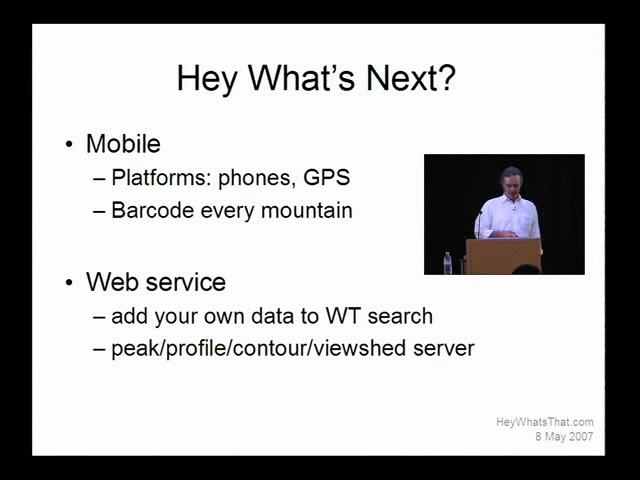 Hey What's Next?
• Mobile
– Platforms: phones, GPS
– Barcode every mountain
• Web service
– add your own data to WT search
– peak/profile/contour/viewshed server
HeyWhatsThat.com
8 May 2007